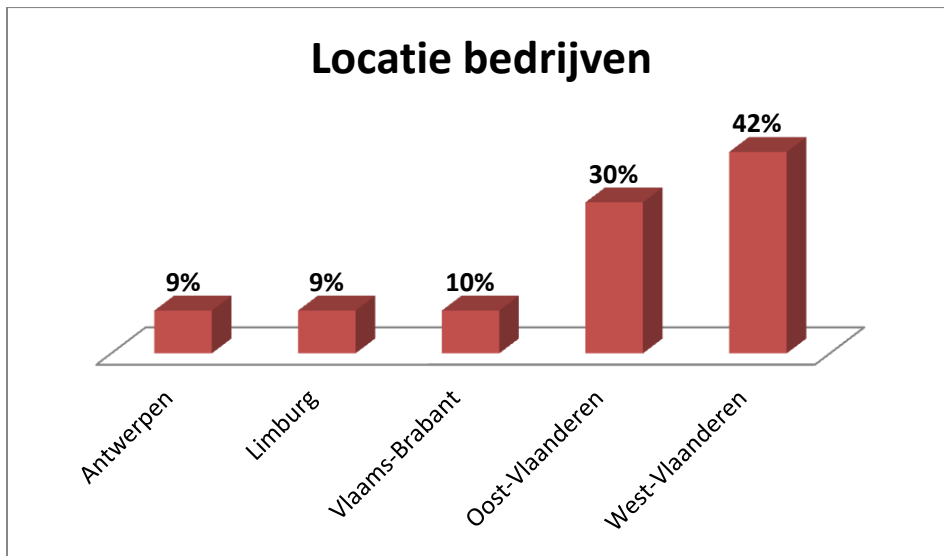 Locatie bedrijven
9%
9%
10%
30%
42%
Antwerpen
Limburg
Vlaams-Brabant
Oost-Vlaanderen
West-Vlaanderen